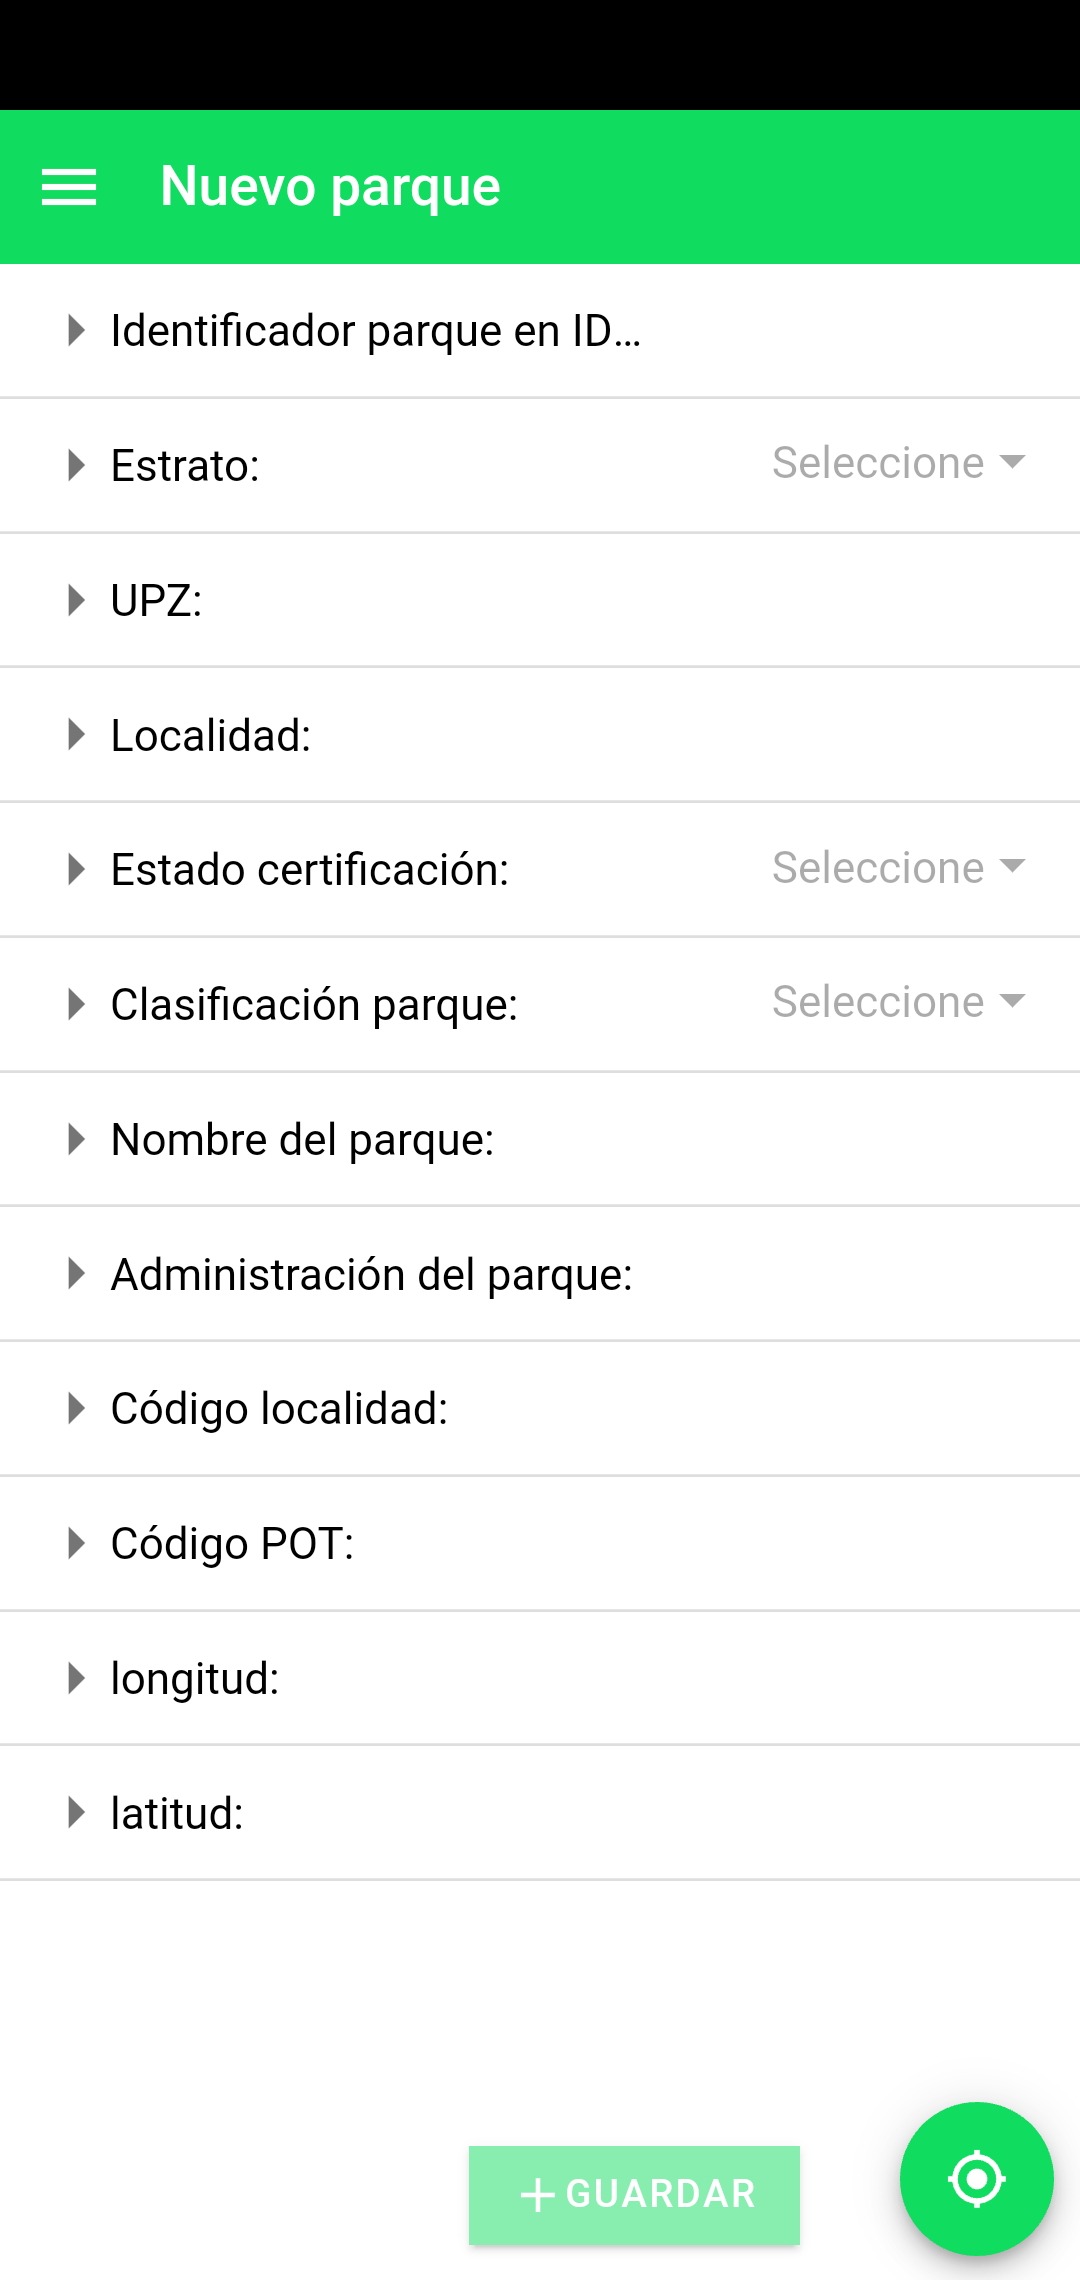 Nuevo parque
Identificador parque en ID...
Estrato: Seleccione
UPZ:
Localidad:
Estado certificación: Seleccione
Clasificación parque: Seleccione
Nombre del parque:
Administración del parque:
Código localidad:
Código POT:
longitud:
latitud:
GUARDAR